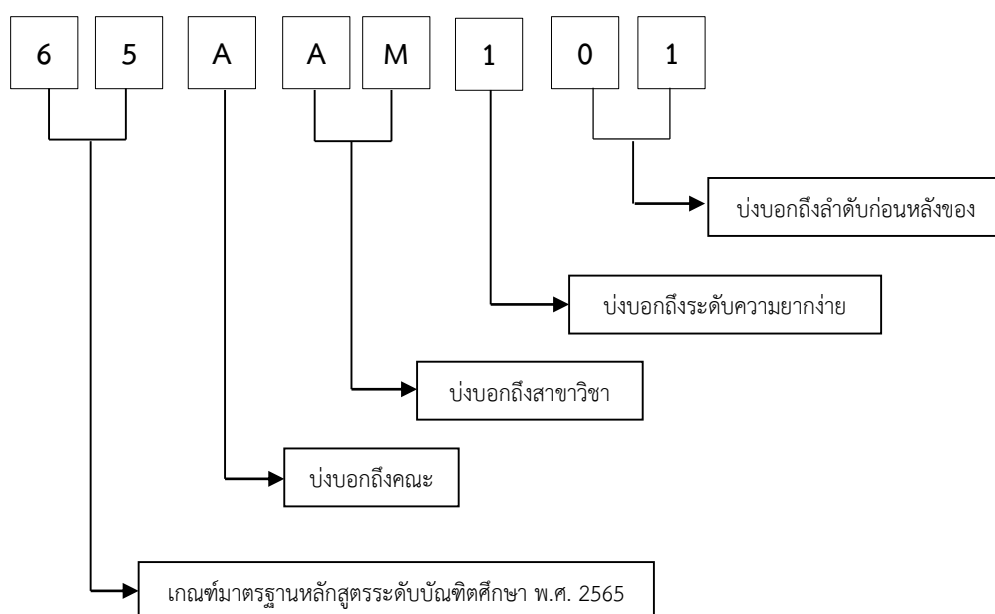 6 5 A A M 1 0 1
บ่งบอกถึงลำดับก่อนหลังของ
บ่งบอกถึงระดับความยากง่าย
บ่งบอกถึงสาขาวิชา
บ่งบอกถึงคณะ
เกณฑ์มาตรฐานหลักสูตรระดับบัณฑิตศึกษา พ.ศ. 2565